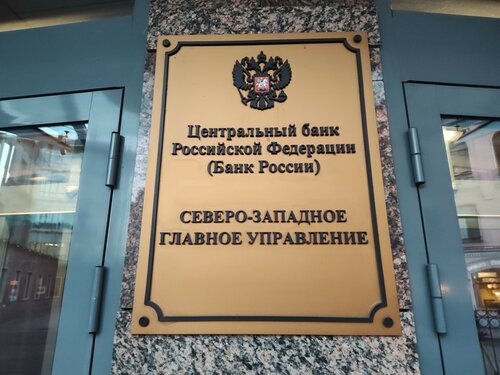 Центральный банк
Российской Федерации
(Банк России)
СЕВЕРО-ЗАПАДНОЕ
ГЛАВНОЕ УПРАВЛЕНИЕ